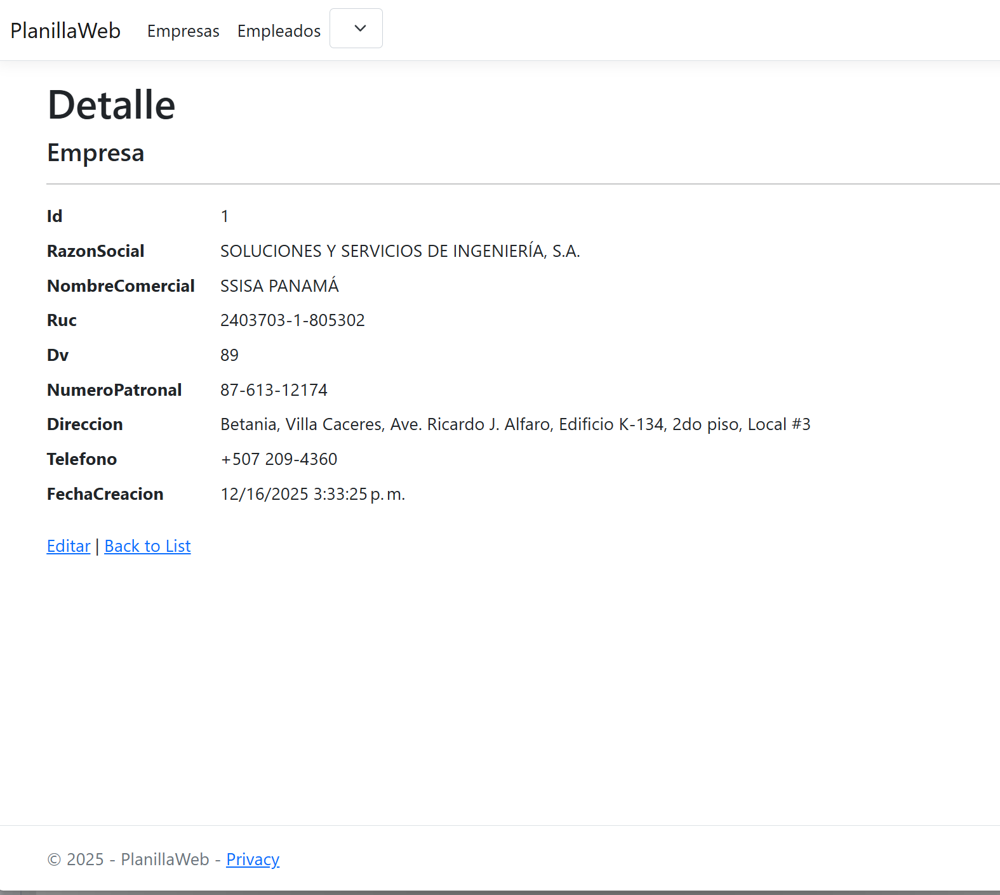 PlanillaWeb Empresas Empleados
Detalle
Empresa
Id 1
RazonSocial SOLUCIONES Y SERVICIOS DE INGENIERÍA, S.A.
NombreComercial SSISA PANAMÁ
Ruc 2403703-1-805302
Dv 89
NumeroPatronal 87-613-12174
Direccion Betania, Villa Caceres, Ave. Ricardo J. Alfaro, Edificio K-134, 2do piso, Local #3
Telefono +507 209-4360
FechaCreacion 12/16/2025 3:33:25 p. m.
Editar | Back to List
© 2025 - PlanillaWeb - Privacy